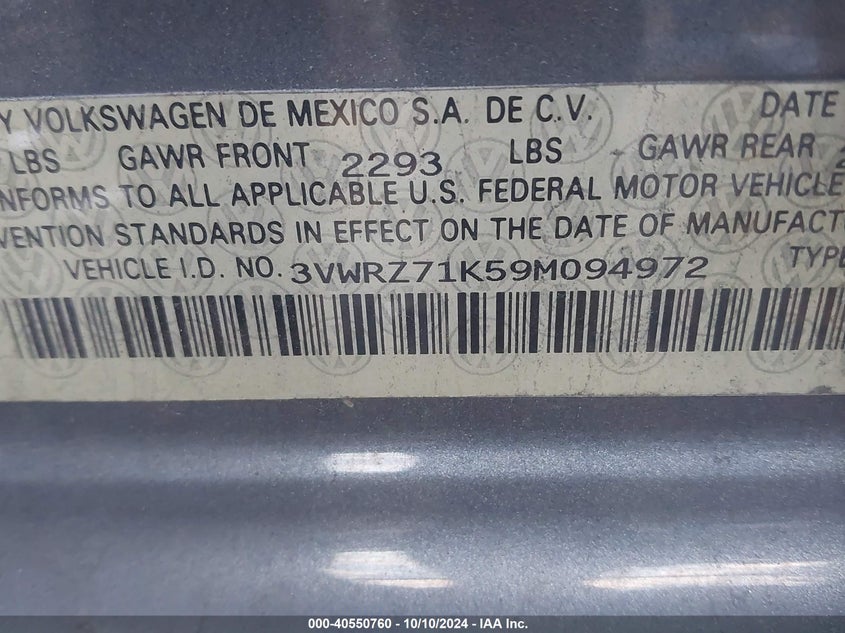 Y VOLKSWAGEN DE MEXICO S.A. DE C.V. DATE
LBS GAWR FRONT 2293 LBS GAWR REAR 2
NFORMS TO ALL APPLICABLE U.S. FEDERAL MOTOR VEHICLE
VENTION STANDARDS IN EFFECT ON THE DATE OF MANUFACT
VEHICLE I.D. NO. 3VWRZ71K59M094972 TYPE
000-40550760 - 10/10/2024 - IAA Inc.